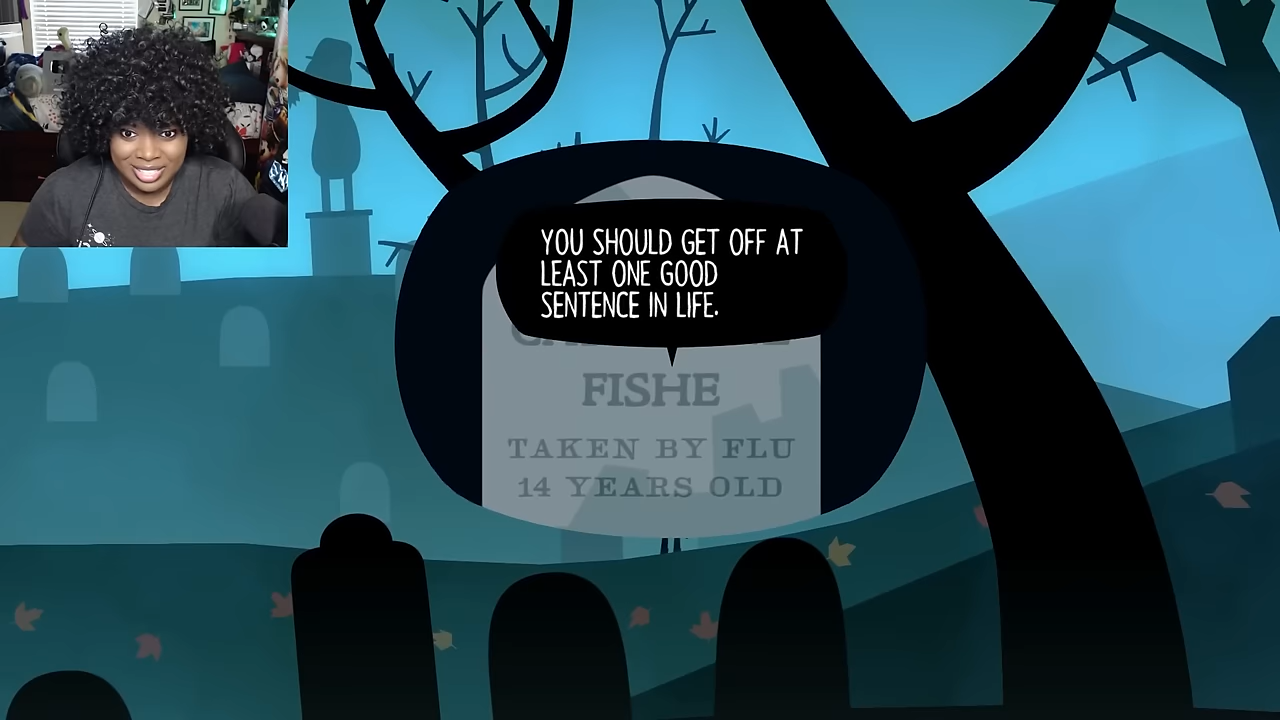 YOU SHOULD GET OFF AT
LEAST ONE GOOD
SENTENCE IN LIFE.
FISHE
TAKEN BY FLU
14 YEARS OLD